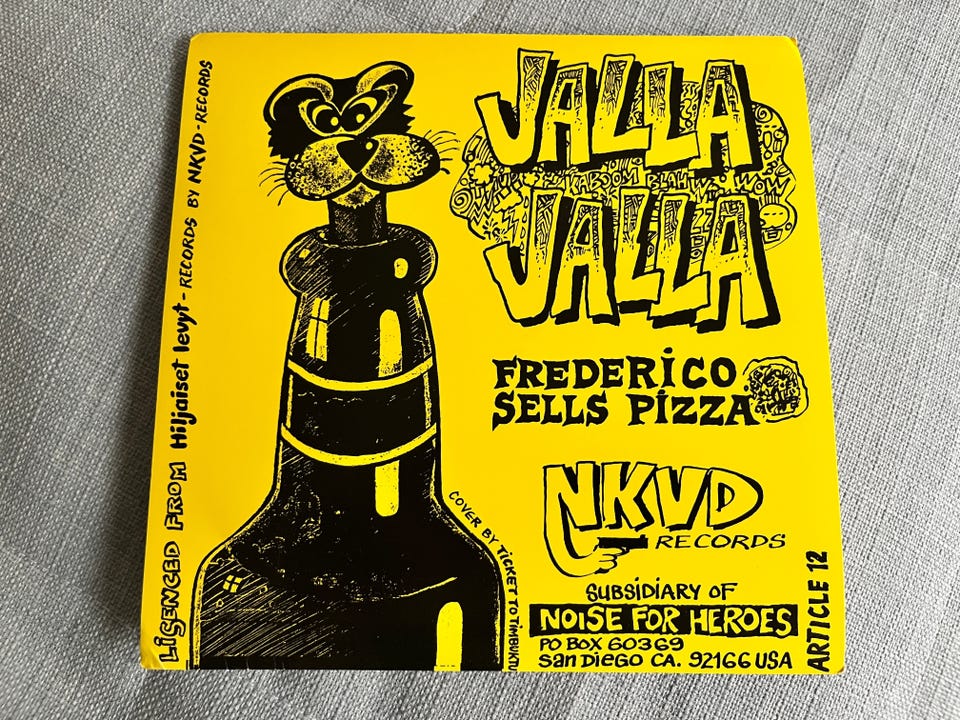 LiSENCED FROM Hiljaiset levyt - RECORDS BY NKVD - RECORDS
JALLA
KABOOM BLAH WOW
JALLA
FREDERiCO
SELLS PiZZA
NKVD
RECORDS
SUBSiDiARY OF
NOiSE FOR HEROES
PO BOX 60369
San Diego CA. 92166 USA
COVER BY TiCKET TO TiMBUKTU
ARTiCLE 12